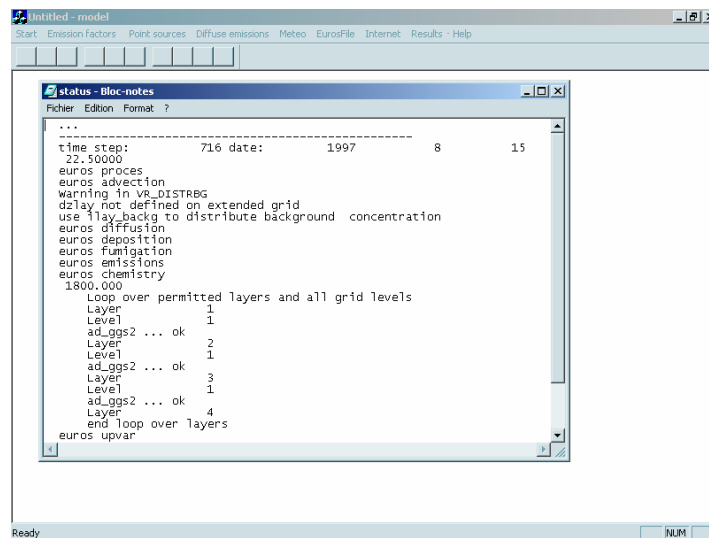 Untitled - model
Start Emission factors Point sources Diffuse emissions Meteo EurosFile Internet Results - Help
status - Bloc-notes
Fichier Edition Format ?
...
------------------------------------------------
time step: 716 date: 1997 8 15
22.50000
euros proces
euros advection
Warning in VR_DISTRBG
dzlay not defined on extended grid
use ilay_backg to distribute background concentration
euros diffusion
euros deposition
euros fumigation
euros emissions
euros chemistry
1800.000
Loop over permitted layers and all grid levels
Layer 1
Level 1
ad_ggs2 ... ok
Layer 2
Level 1
ad_ggs2 ... ok
Layer 3
Level 1
ad_ggs2 ... ok
Layer 4
end loop over layers
euros upvar
Ready
NUM